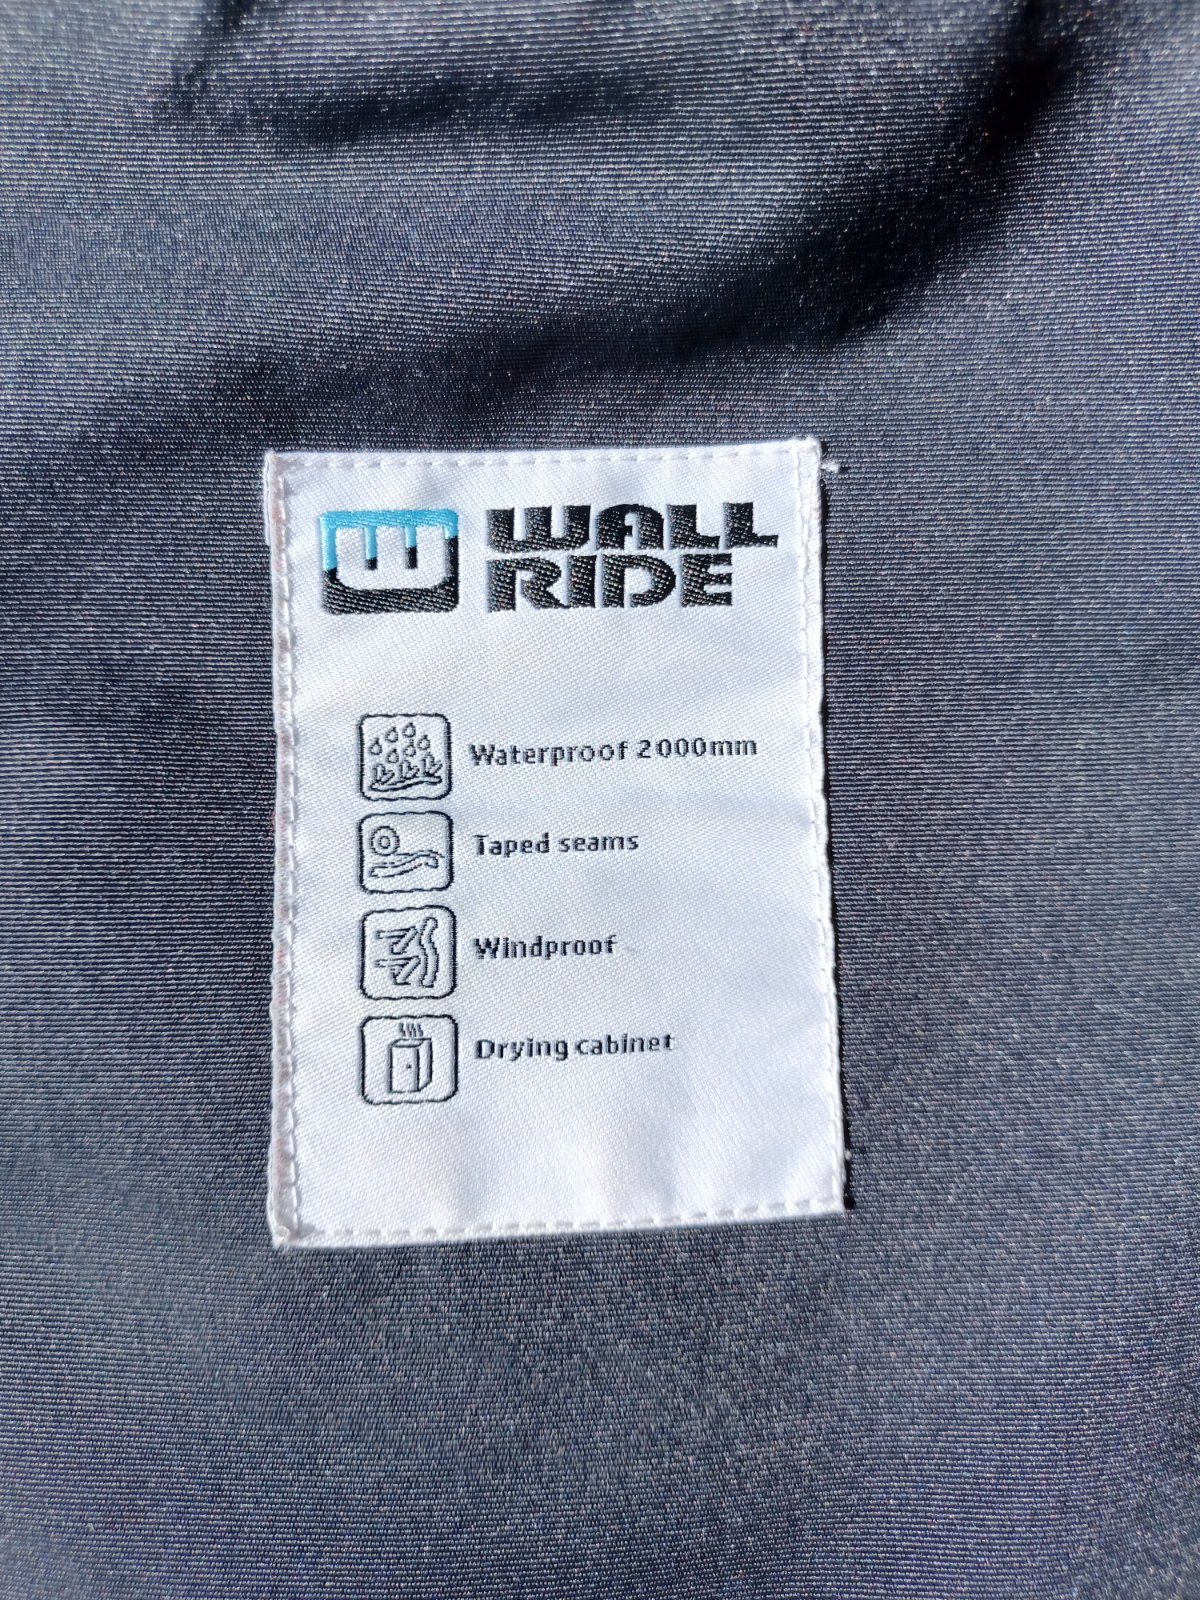 WALL
RIDE
Waterproof 2000mm
Taped seams
Windproof
Drying cabinet